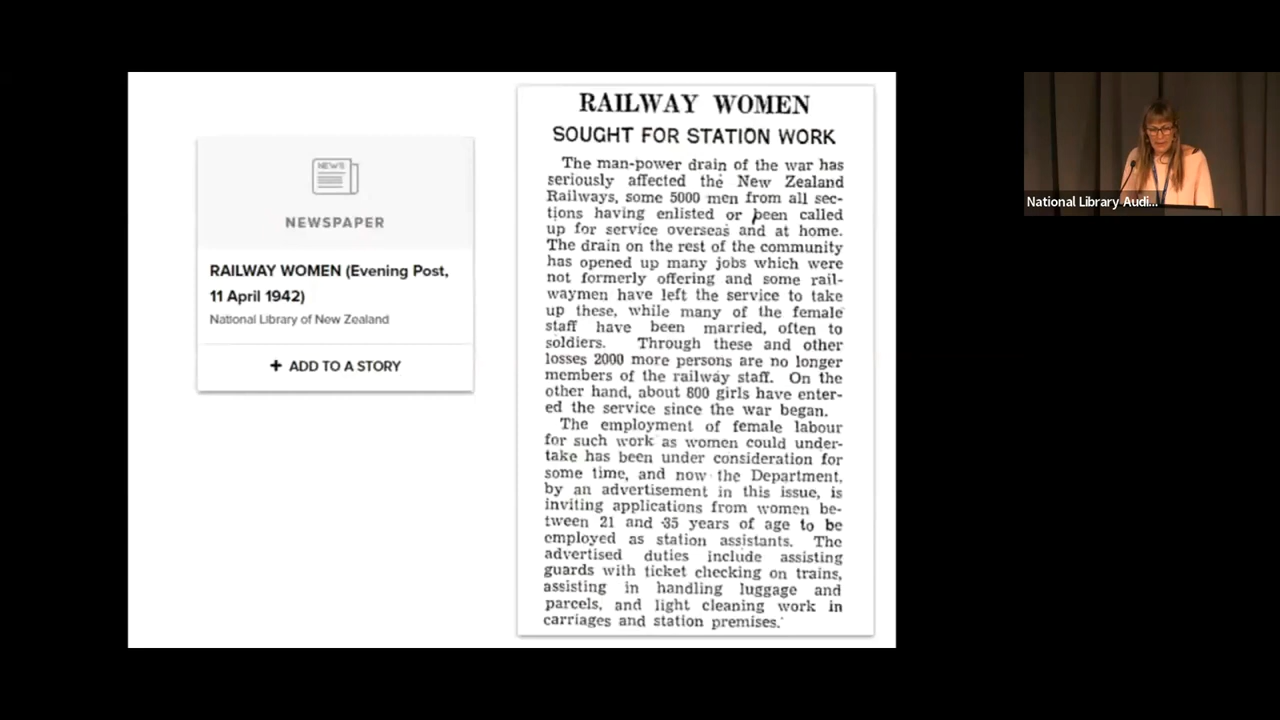 NEWS
NEWSPAPER
RAILWAY WOMEN (Evening Post,
11 April 1942)
National Library of New Zealand
+ ADD TO A STORY
RAILWAY WOMEN
SOUGHT FOR STATION WORK
The man-power drain of the war has
seriously affected the New Zealand
Railways, some 5000 men from all sec-
tions having enlisted or been called
up for service overseas and at home.
The drain on the rest of the community
has opened up many jobs which were
not formerly offering and some rail-
waymen have left the service to take
up these, while many of the female
staff have been married, often to
soldiers. Through these and other
losses 2000 more persons are no longer
members of the railway staff. On the
other hand, about 800 girls have enter-
ed the service since the war began.
The employment of female labour
for such work as women could under-
take has been under consideration for
some time, and now the Department,
by an advertisement in this issue, is
inviting applications from women be-
tween 21 and 35 years of age to be
employed as station assistants. The
advertised duties include assisting
guards with ticket checking on trains,
assisting in handling luggage and
parcels, and light cleaning work in
carriages and station premises.
National Library Audi...